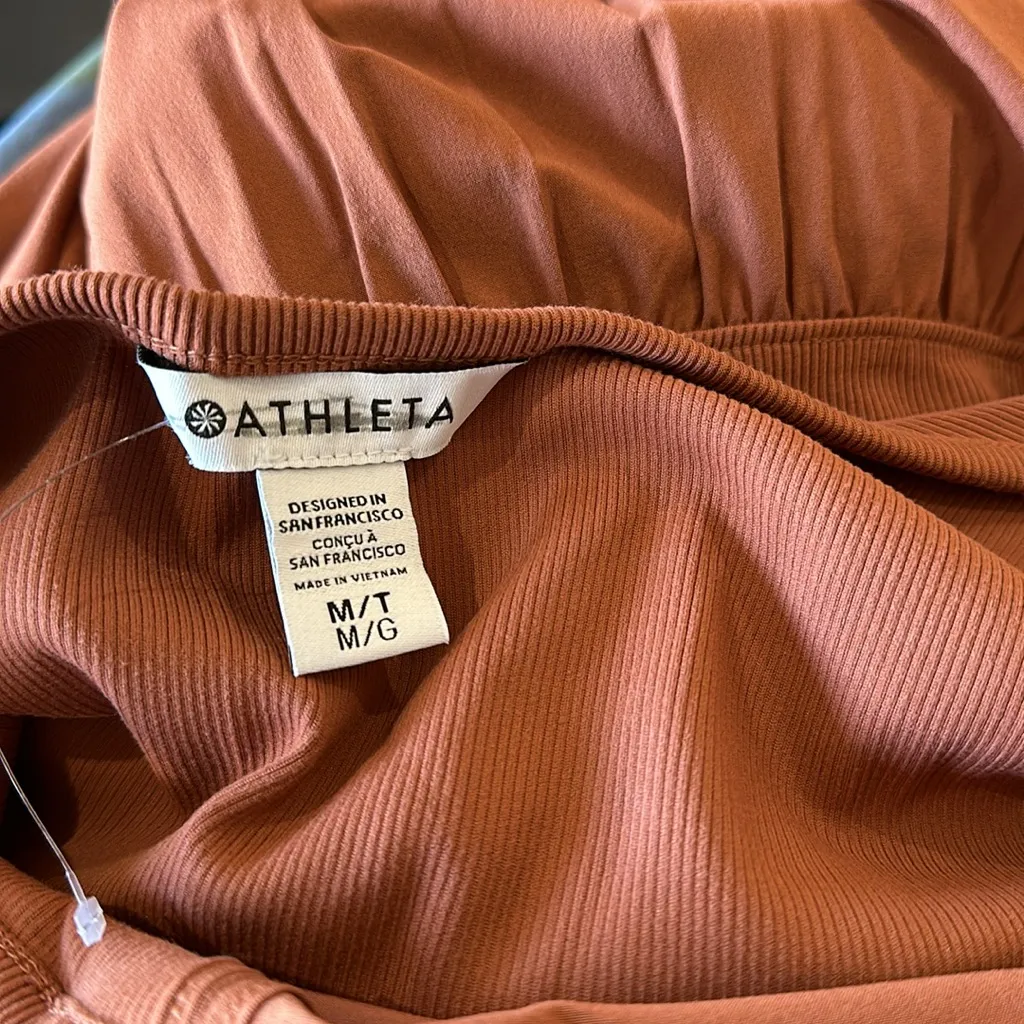 ATHLETA
DESIGNED IN
SAN FRANCISCO
CONÇU À
SAN FRANCISCO
MADE IN VIETNAM
M/T
M/G